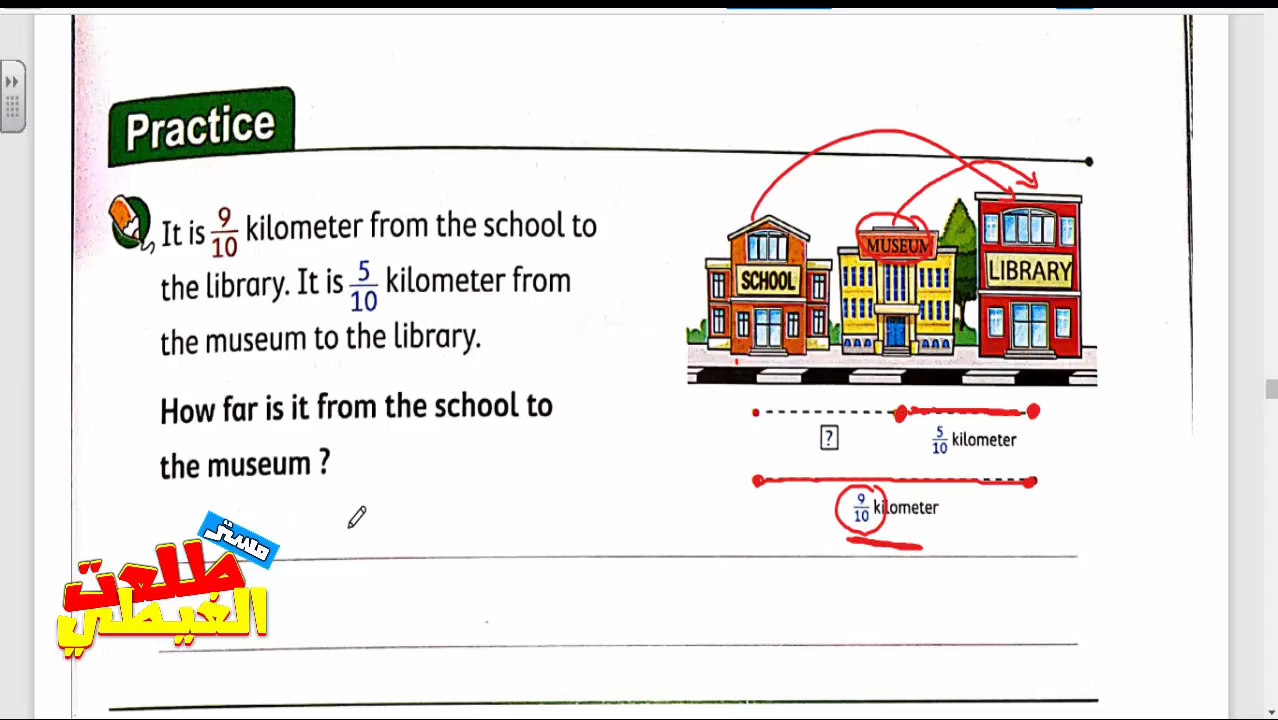 Practice
It is 9/10 kilometer from the school to
the library. It is 5/10 kilometer from
the museum to the library.
How far is it from the school to
the museum ?
SCHOOL
MUSEUM
LIBRARY
?
5/10 kilometer
9/10 kilometer
مستر
طلعت
الغيطي